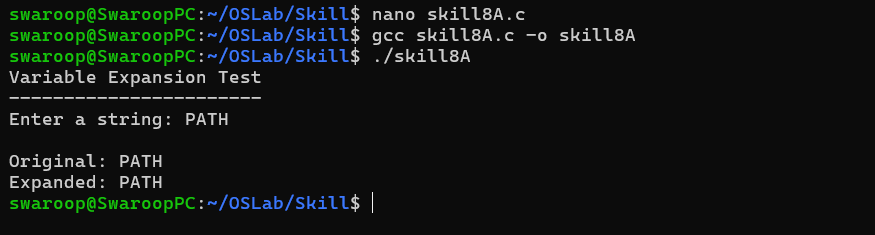 swaroop@SwaroopPC:~/OSLab/Skill$ nano skill8A.c
swaroop@SwaroopPC:~/OSLab/Skill$ gcc skill8A.c -o skill8A
swaroop@SwaroopPC:~/OSLab/Skill$ ./skill8A
Variable Expansion Test
-----------------------
Enter a string: PATH
Original: PATH
Expanded: PATH
swaroop@SwaroopPC:~/OSLab/Skill$